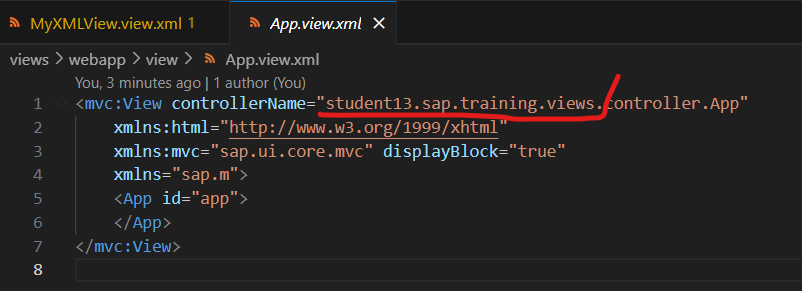 MyXMLView.view.xml 1 App.view.xml
views > webapp > view > App.view.xml
You, 3 minutes ago | 1 author (You)
1 <mvc:View controllerName="student13.sap.training.views.controller.App"
2 xmlns:html="http://www.w3.org/1999/xhtml"
3 xmlns:mvc="sap.ui.core.mvc" displayBlock="true"
4 xmlns="sap.m">
5 <App id="app">
6 </App>
7 </mvc:View>
8